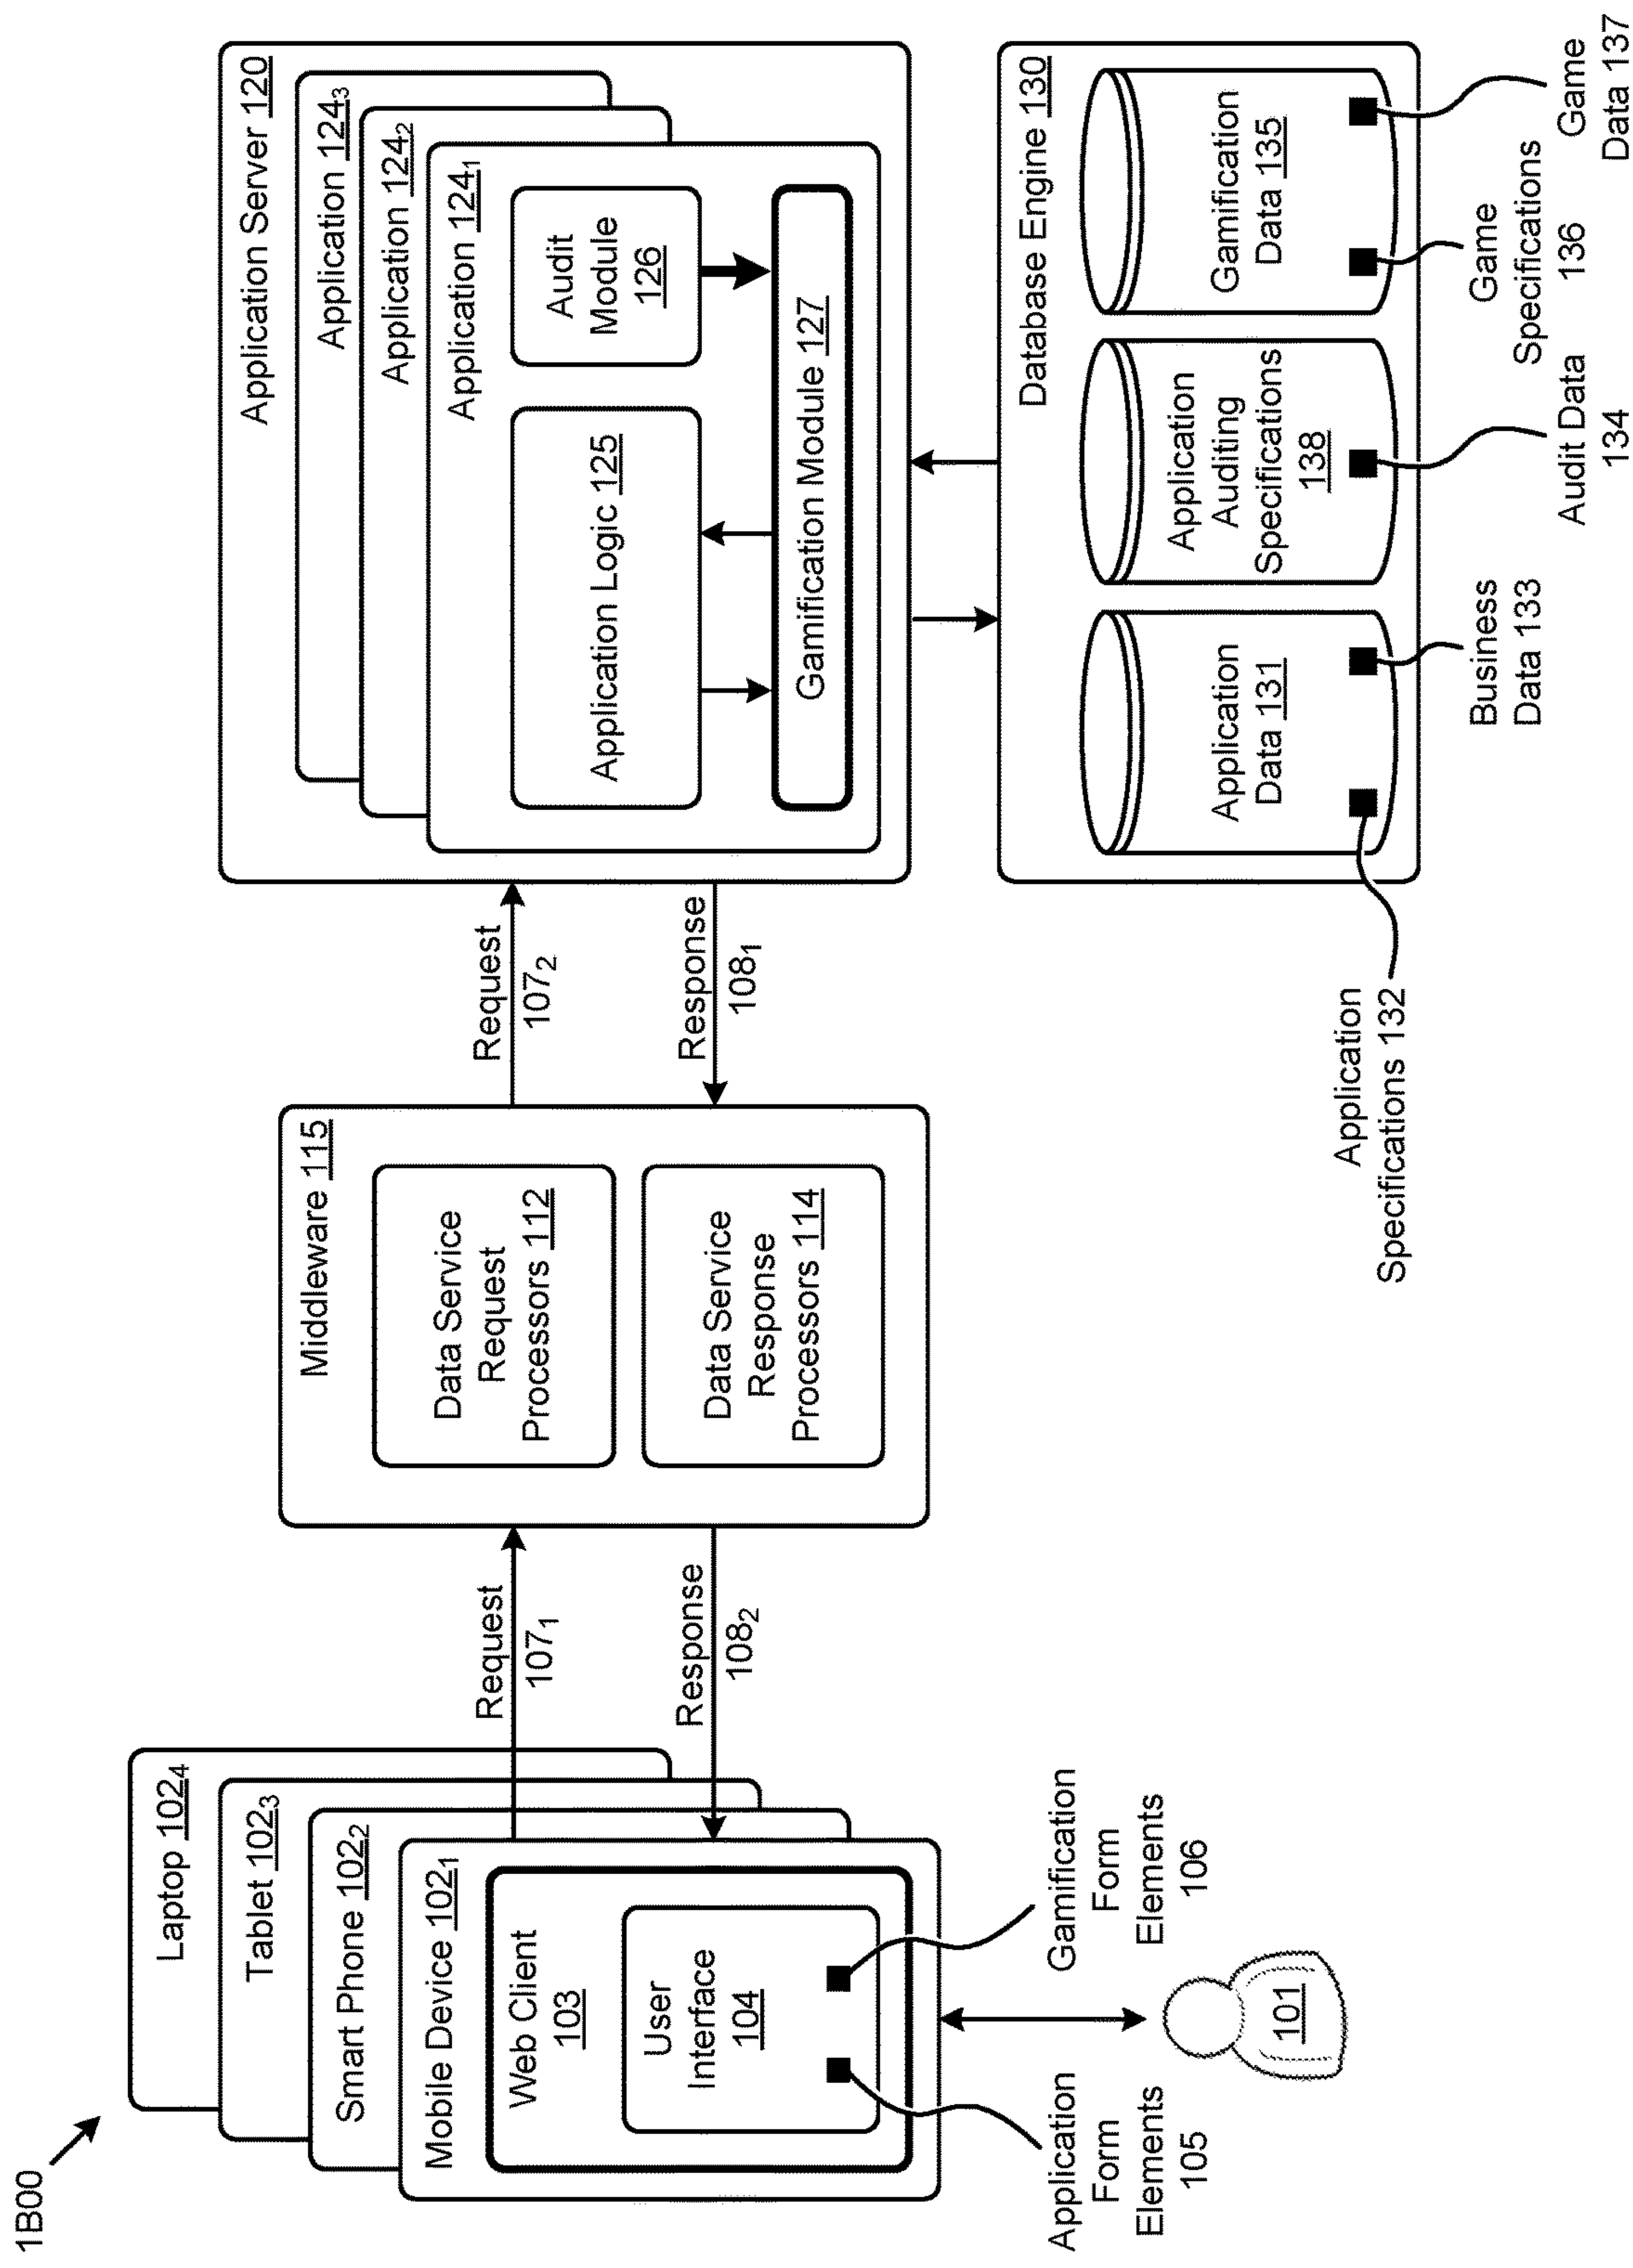 1B00
Laptop 102₄
Tablet 102₃
Smart Phone 102₂
Mobile Device 102₁
Web Client
103
User
Interface
104
Application
Form
Elements
105
Gamification
Form
Elements
106
101
Request
107₁
Response
108₂
Middleware 115
Data Service
Request
Processors 112
Data Service
Response
Processors 114
Request
107₂
Response
108₁
Application Server 120
Application 124₃
Application 124₂
Application 124₁
Application Logic 125
Audit
Module
126
Gamification Module 127
Database Engine 130
Application
Data 131
Application
Auditing
Specifications
138
Gamification
Data 135
Application
Specifications 132
Business
Data 133
Audit Data
134
Game
Specifications
136
Game
Data 137